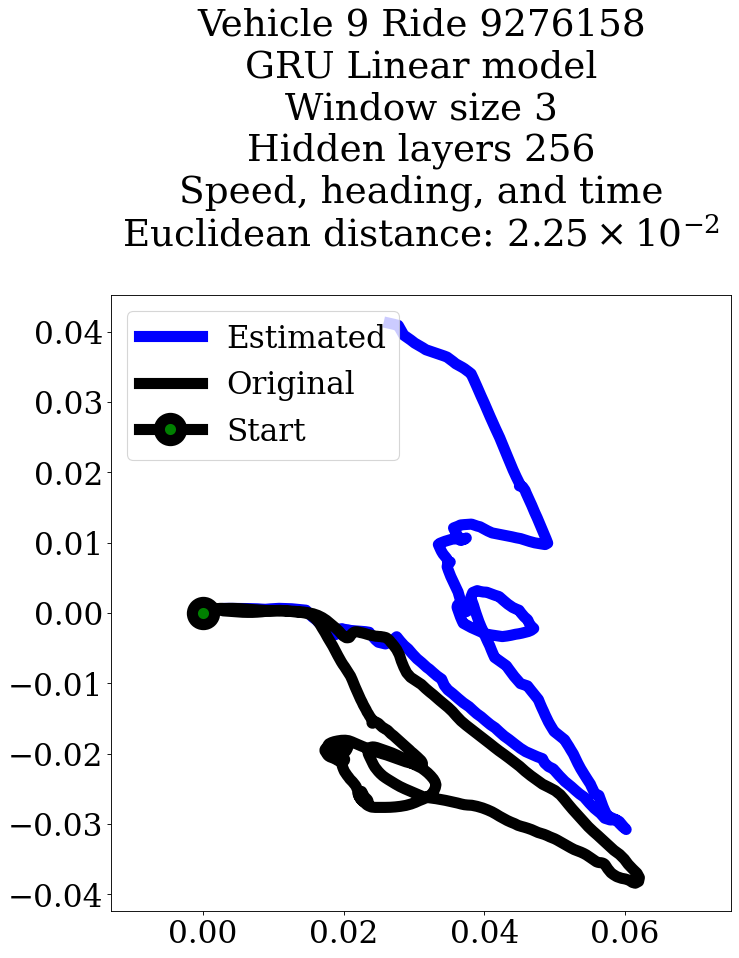 Vehicle 9 Ride 9276158
GRU Linear model
Window size 3
Hidden layers 256
Speed, heading, and time
Euclidean distance: 2.25 × 10⁻²
Estimated
Original
Start
0.04
0.03
0.02
0.01
0.00
−0.01
−0.02
−0.03
−0.04
0.00 0.02 0.04 0.06